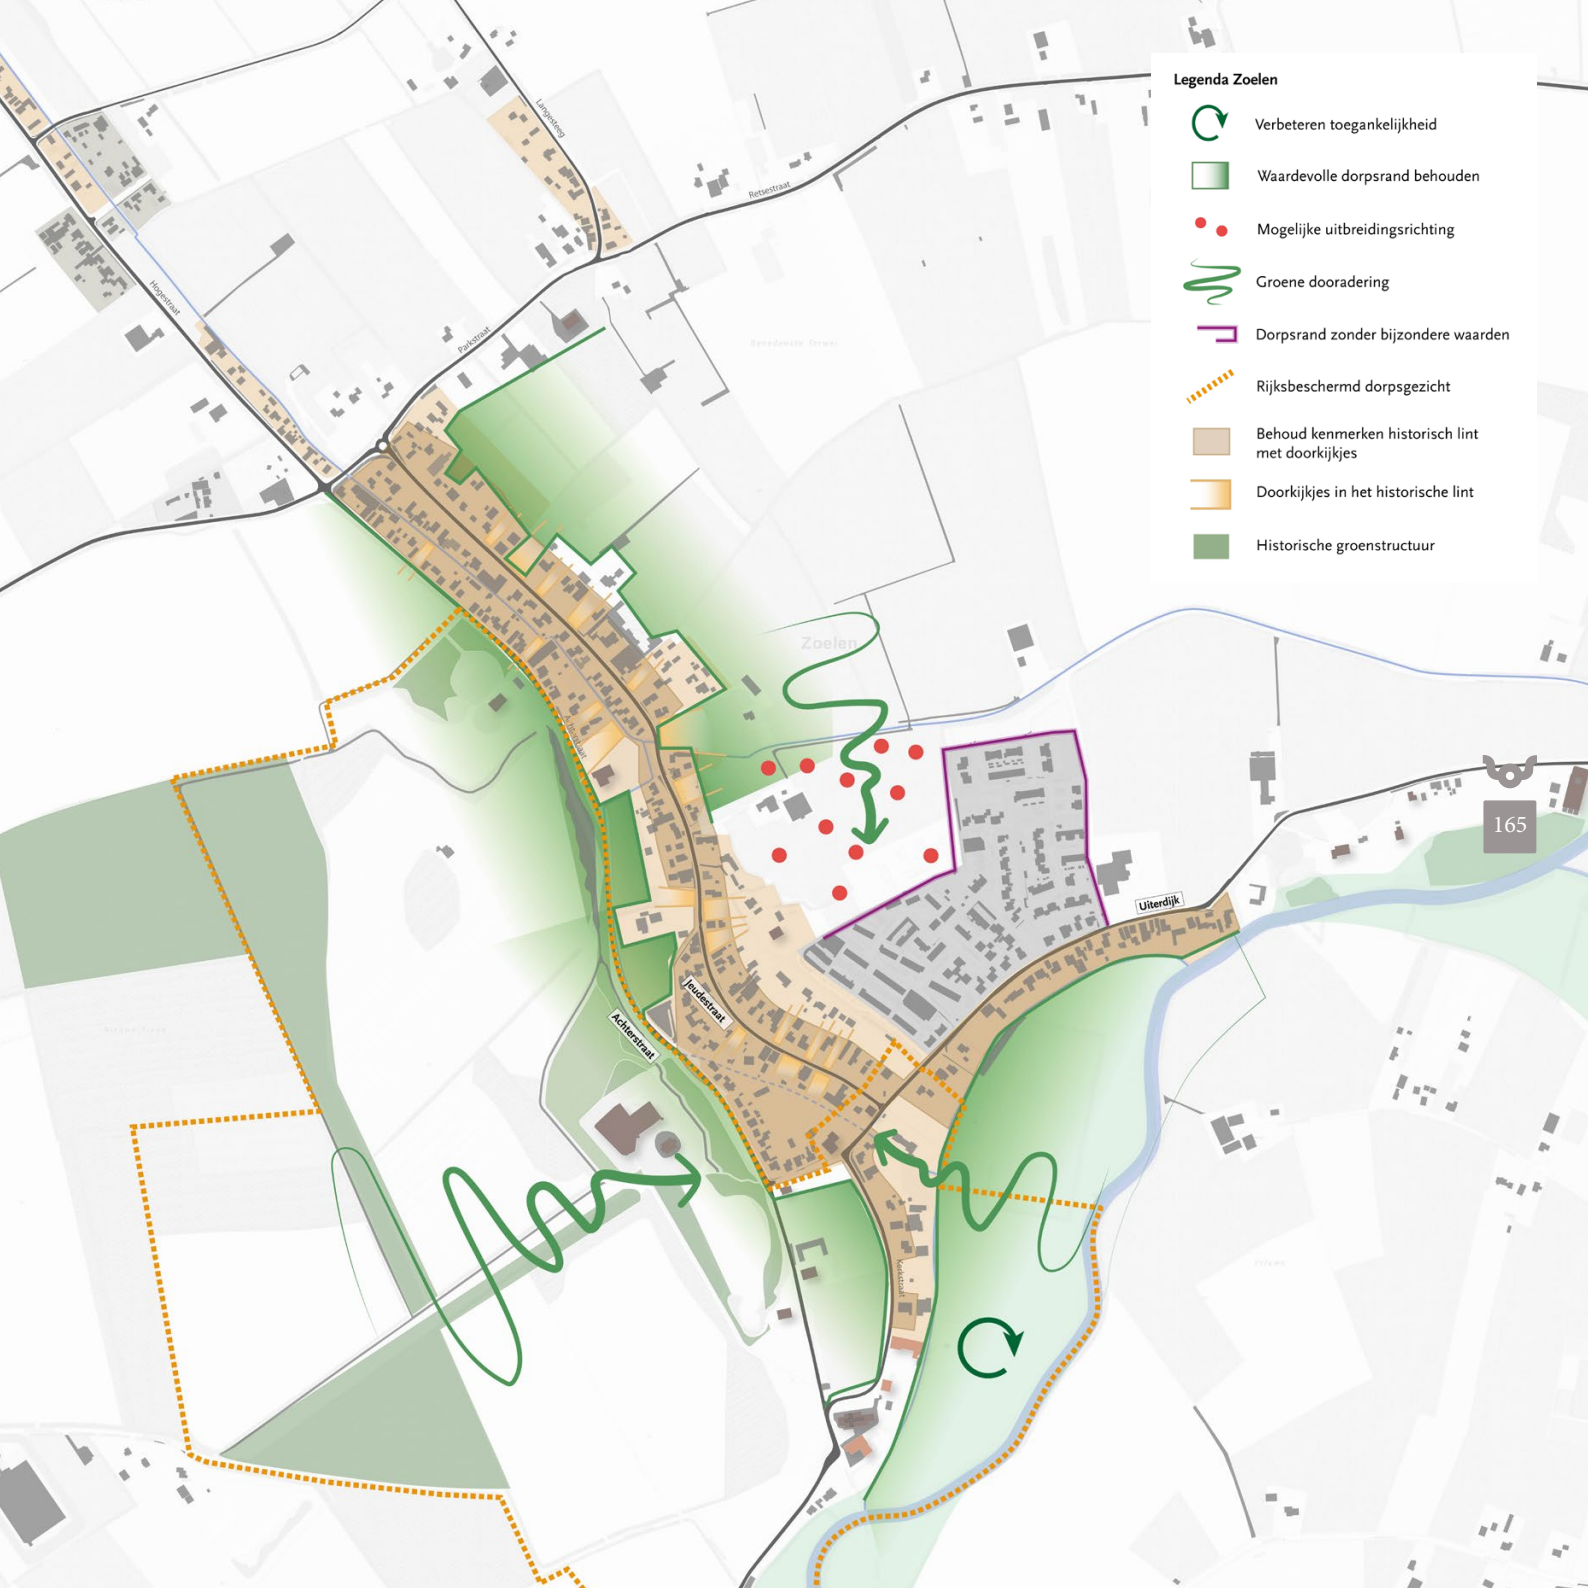 Legenda Zoelen
Verbeteren toegankelijkheid
Waardevolle dorpsrand behouden
Mogelijke uitbreidingsrichting
Groene dooradering
Dorpsrand zonder bijzondere waarden
Rijksbeschermd dorpsgezicht
Behoud kenmerken historisch lint
met doorkijkjes
Doorkijkjes in het historische lint
Historische groenstructuur
Langesteeg
Retsestraat
Hogestraat
Parkstraat
Zoelen
165
Uiterdijk
Jeudestraat
Achterstraat
Kerkstraat